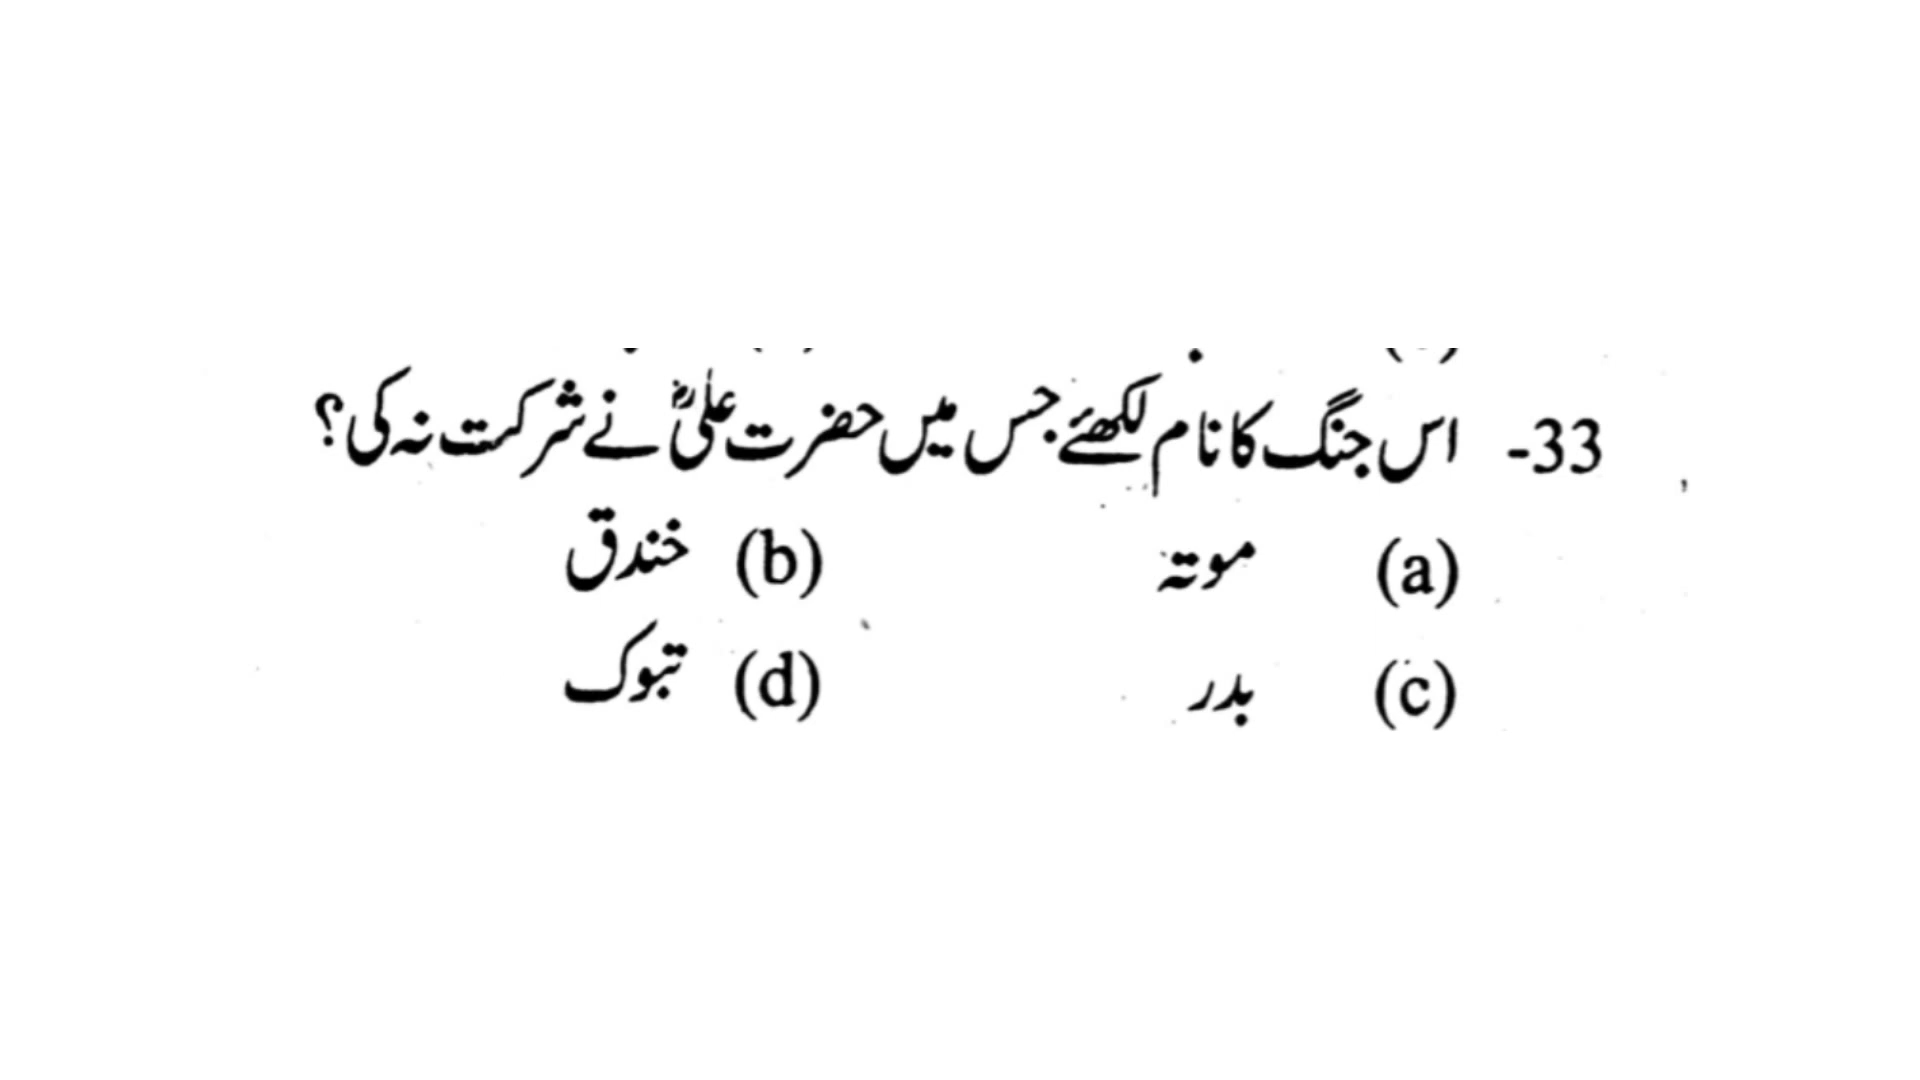 33- اس جنگ کا نام لکھئے جس میں حضرت علیؓ نے شرکت نہ کی؟
(a) موتہ (b) خندق
(c) بدر (d) تبوک